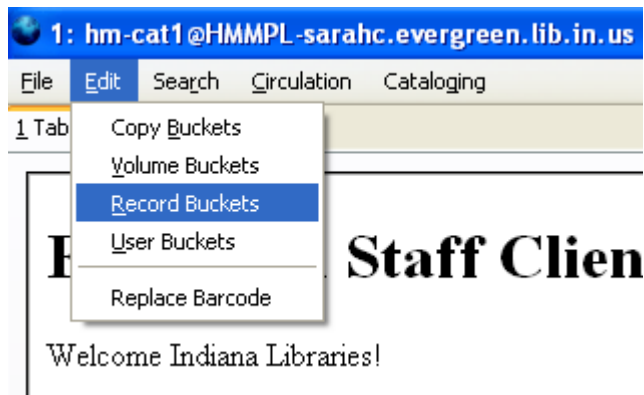 1: hm-cat1@HMMPL-sarahc.evergreen.lib.in.us
File Edit Search Circulation Cataloging
1 Tab
Copy Buckets
Volume Buckets
Record Buckets
User Buckets
Replace Barcode
Staff Clien
Welcome Indiana Libraries!